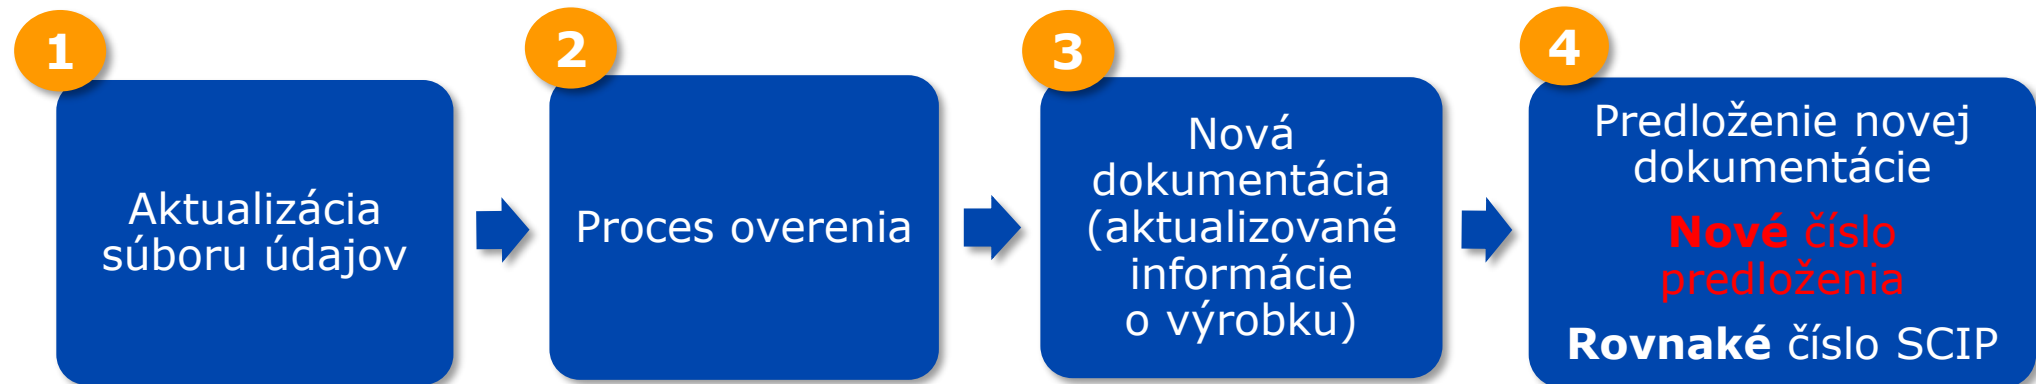 1
Aktualizácia
súboru údajov
2
Proces overenia
3
Nová
dokumentácia
(aktualizované
informácie
o výrobku)
4
Predloženie novej
dokumentácie
Nové číslo
predloženia
Rovnaké číslo SCIP